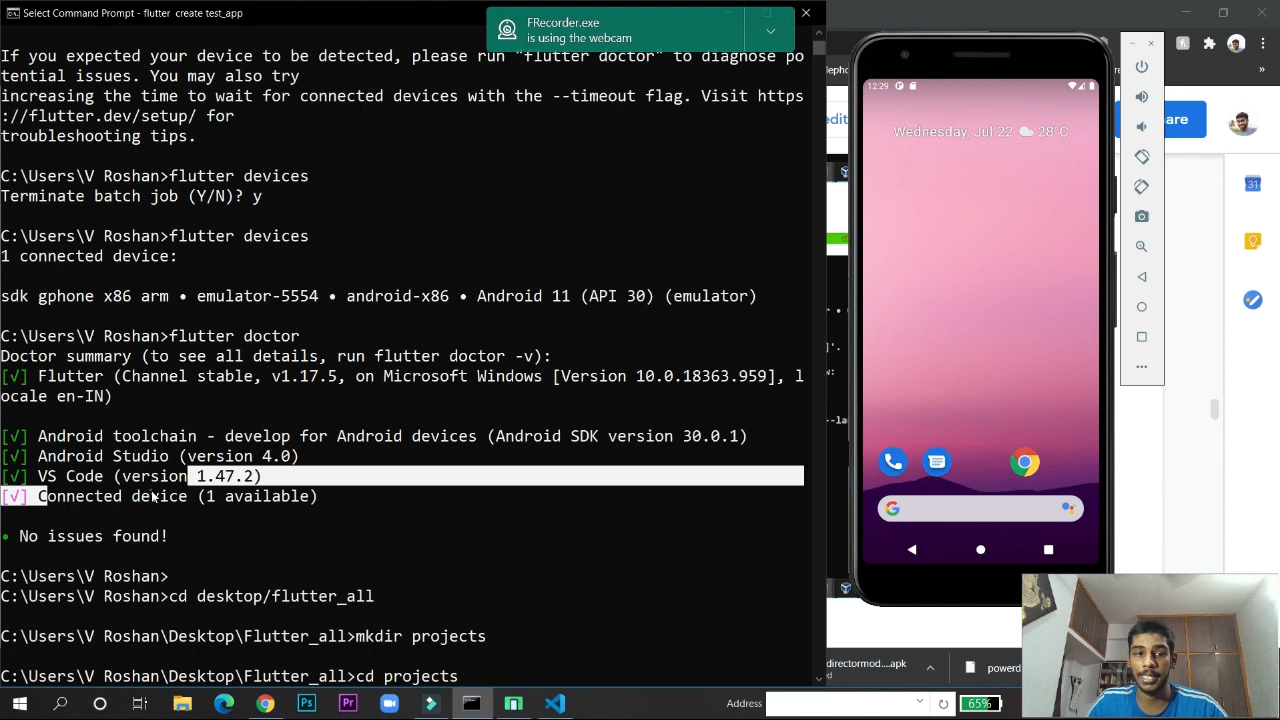 Select Command Prompt - flutter create test_app
FRecorder.exe
is using the webcam
If you expected your device to be detected, please run "flutter doctor" to diagnose po
tential issues. You may also try
increasing the time to wait for connected devices with the --timeout flag. Visit https
://flutter.dev/setup/ for
troubleshooting tips.
C:\Users\V Roshan>flutter devices
Terminate batch job (Y/N)? y
C:\Users\V Roshan>flutter devices
1 connected device:
sdk gphone x86 arm • emulator-5554 • android-x86 • Android 11 (API 30) (emulator)
C:\Users\V Roshan>flutter doctor
Doctor summary (to see all details, run flutter doctor -v):
[√] Flutter (Channel stable, v1.17.5, on Microsoft Windows [Version 10.0.18363.959], l
ocale en-IN)
[√] Android toolchain - develop for Android devices (Android SDK version 30.0.1)
[√] Android Studio (version 4.0)
[√] VS Code (version 1.47.2)
[√] Connected device (1 available)
• No issues found!
C:\Users\V Roshan>
C:\Users\V Roshan>cd desktop/flutter_all
C:\Users\V Roshan\Desktop\Flutter_all>mkdir projects
C:\Users\V Roshan\Desktop\Flutter_all>cd projects
12:29
Wednesday, Jul 22 28°C
edit
are
31
directormod....apk
powerd
Ps
Pr
Address
65%